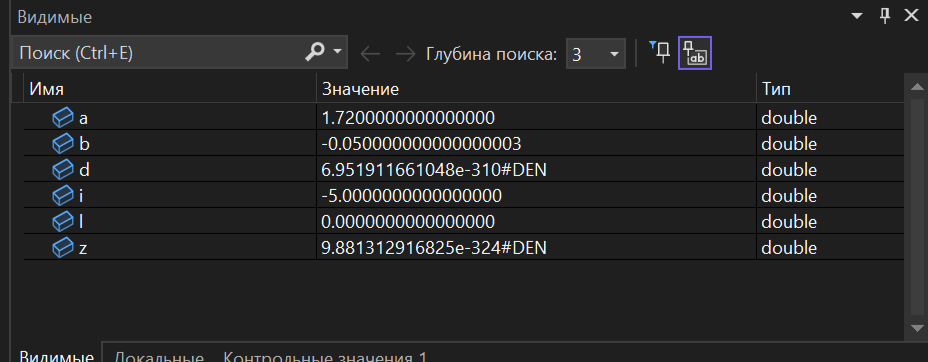 Видимые
Поиск (Ctrl+E) Глубина поиска: 3
Имя Значение Тип
a 1.7200000000000000 double
b -0.050000000000000003 double
d 6.951911661048e-310#DEN double
i -5.0000000000000000 double
l 0.0000000000000000 double
z 9.881312916825e-324#DEN double
Видимые Локальные Контрольные значения 1